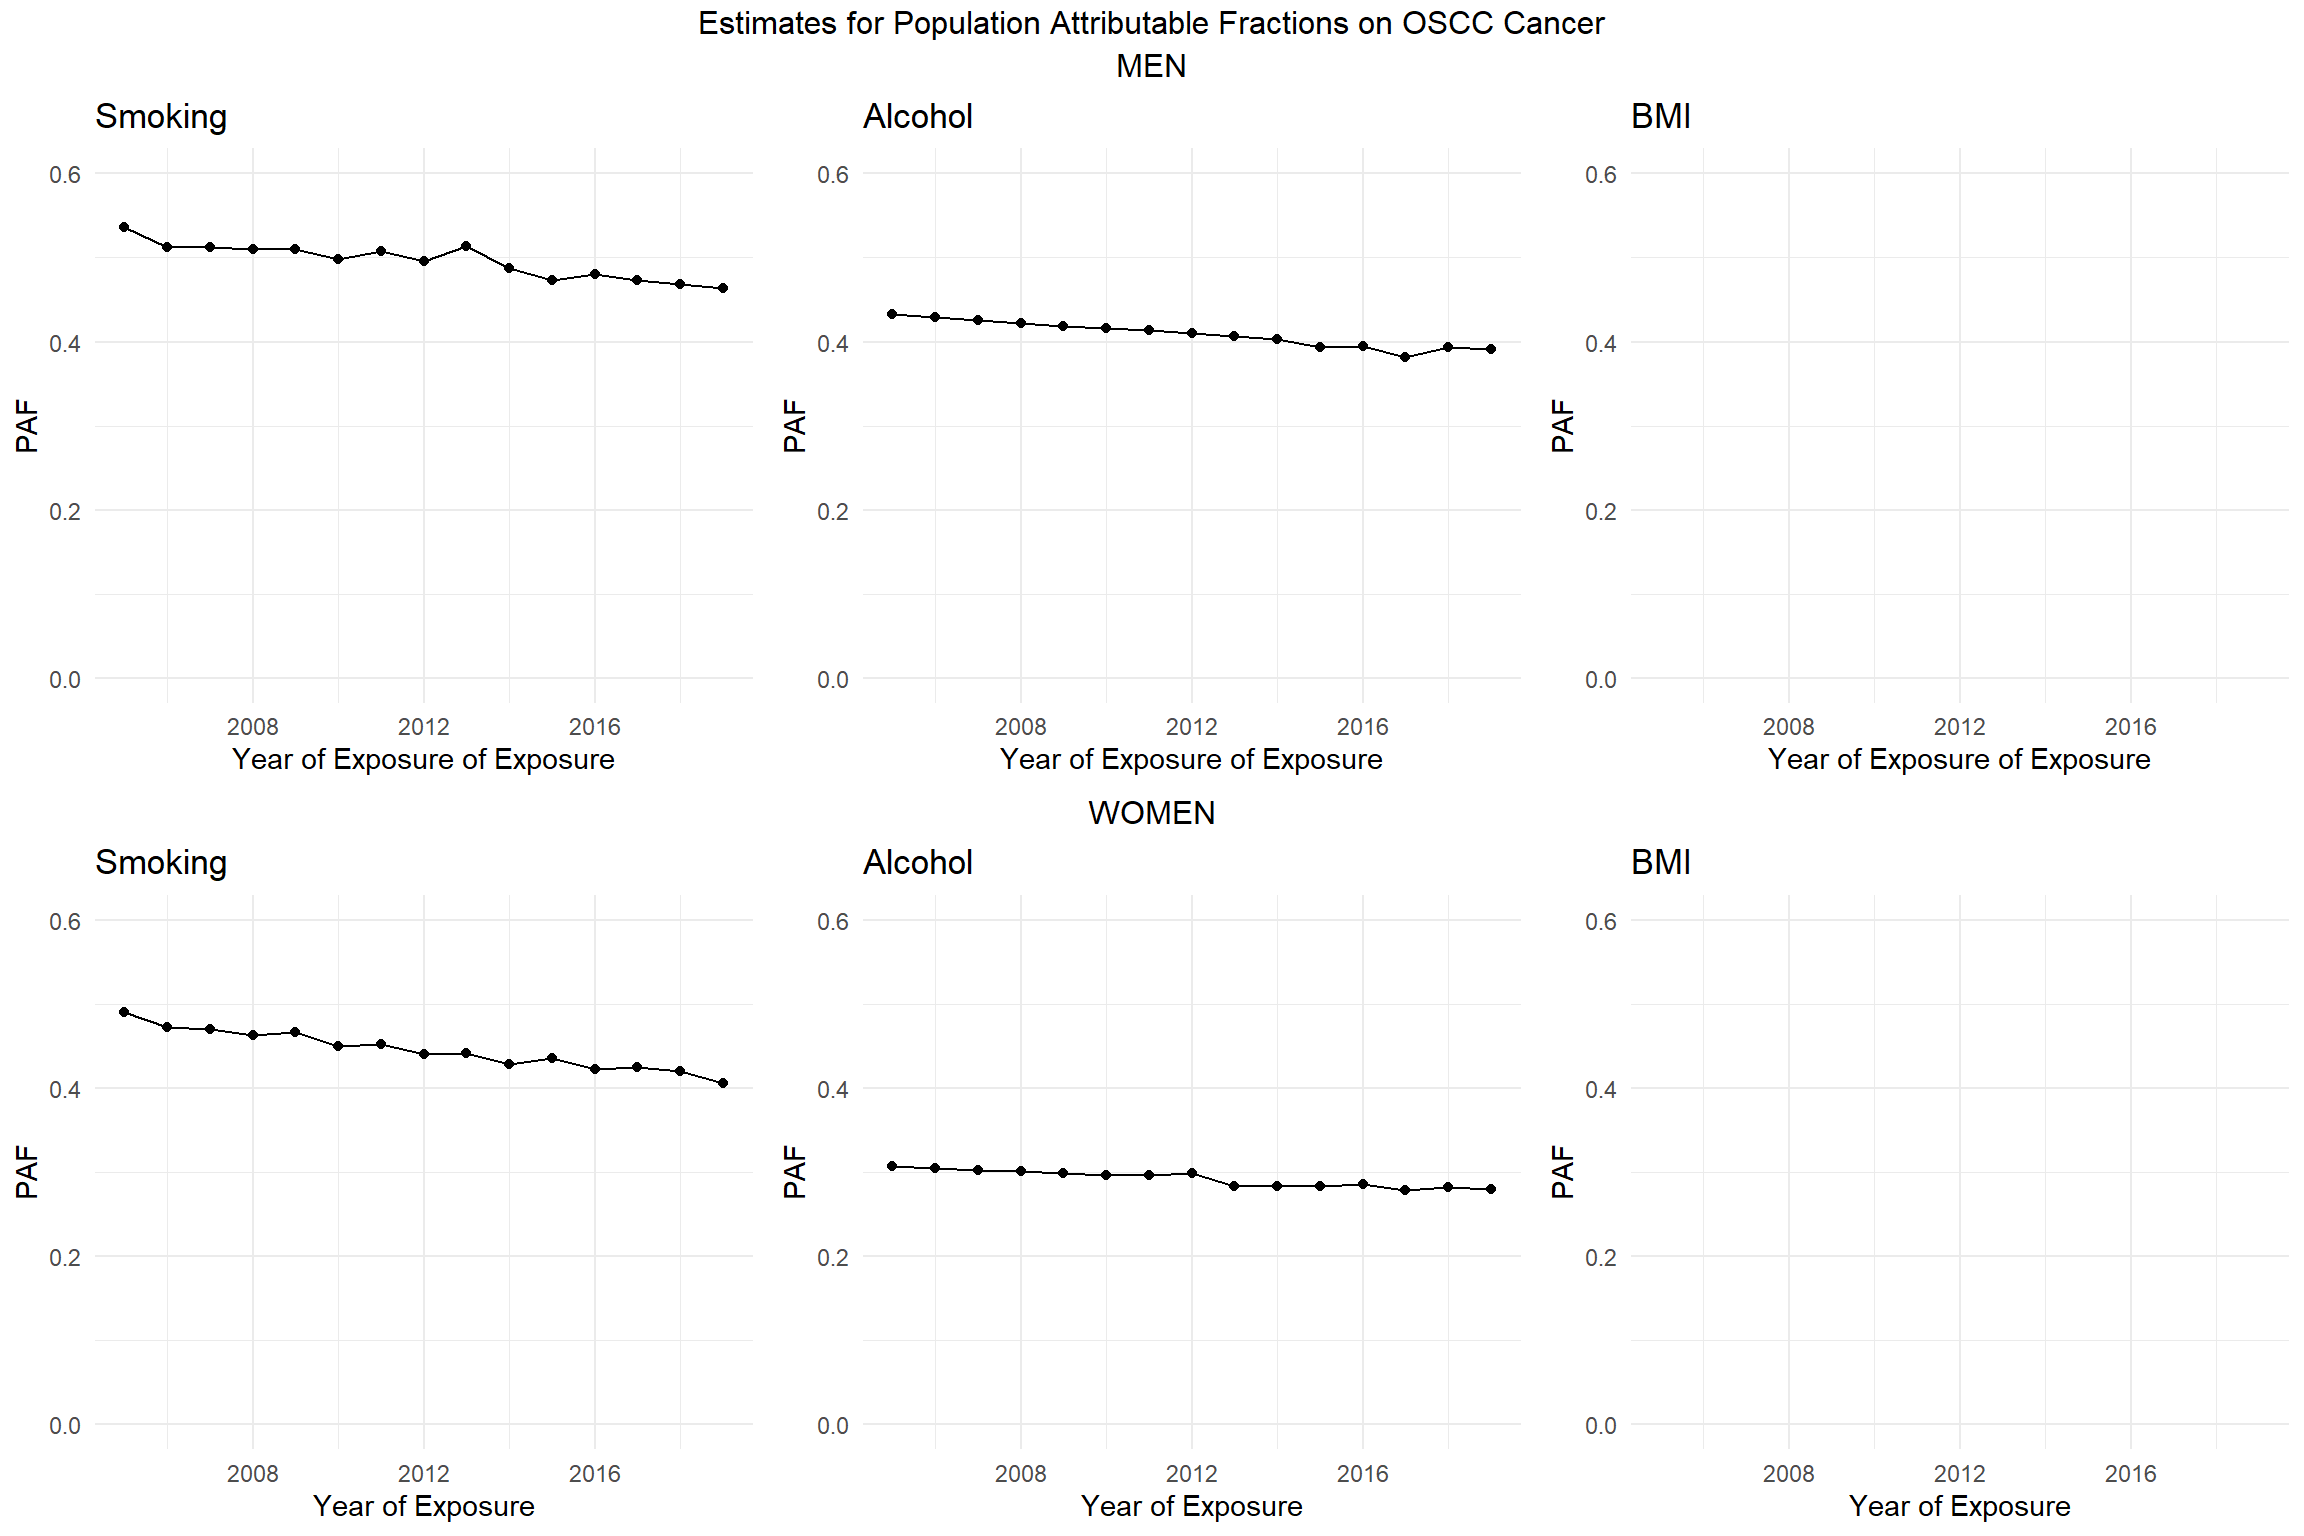 Estimates for Population Attributable Fractions on OSCC Cancer
MEN
Smoking
Alcohol
BMI
PAF
0.6
0.4
0.2
0.0
2008 2012 2016
Year of Exposure of Exposure
PAF
0.6
0.4
0.2
0.0
2008 2012 2016
Year of Exposure of Exposure
PAF
0.6
0.4
0.2
0.0
2008 2012 2016
Year of Exposure of Exposure
WOMEN
Smoking
Alcohol
BMI
PAF
0.6
0.4
0.2
0.0
2008 2012 2016
Year of Exposure
PAF
0.6
0.4
0.2
0.0
2008 2012 2016
Year of Exposure
PAF
0.6
0.4
0.2
0.0
2008 2012 2016
Year of Exposure